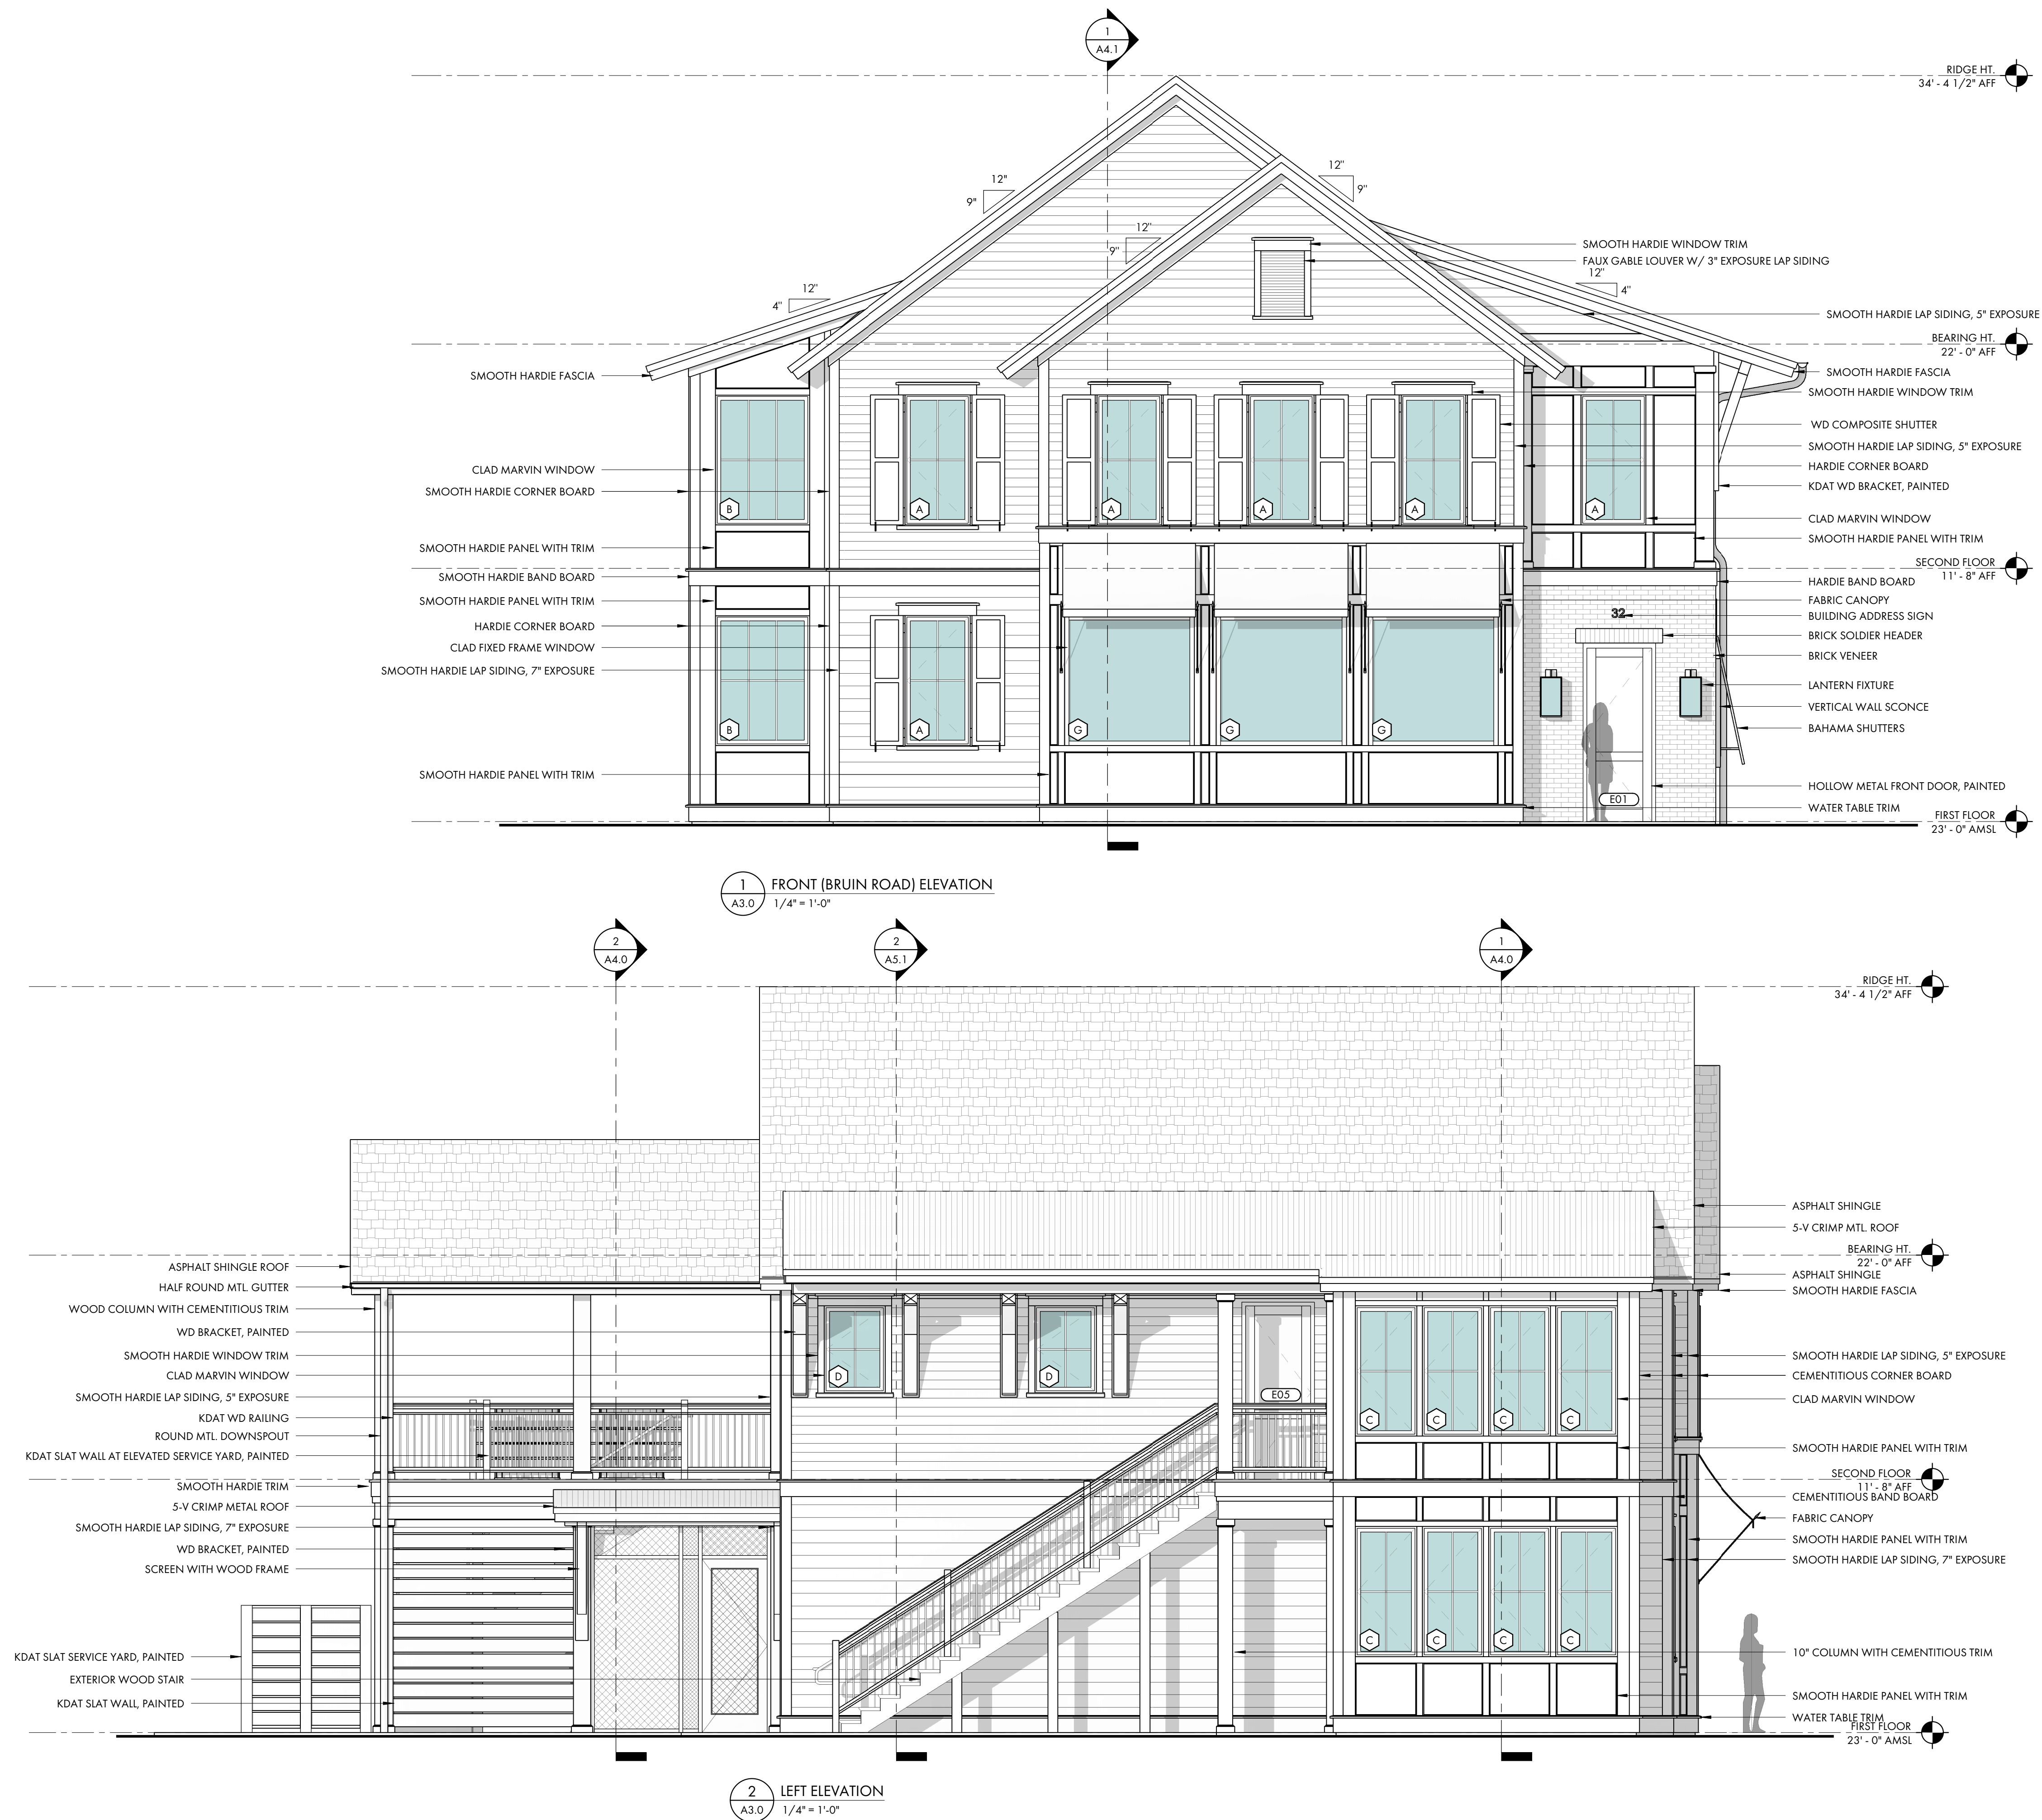 1
A4.1
RIDGE HT.
34' - 4 1/2" AFF
12"
9"
12"
9"
12"
9"
SMOOTH HARDIE WINDOW TRIM
FAUX GABLE LOUVER W/ 3" EXPOSURE LAP SIDING
12"
4"
12"
4"
SMOOTH HARDIE LAP SIDING, 5" EXPOSURE
BEARING HT.
22' - 0" AFF
SMOOTH HARDIE FASCIA
SMOOTH HARDIE FASCIA
SMOOTH HARDIE WINDOW TRIM
WD COMPOSITE SHUTTER
SMOOTH HARDIE LAP SIDING, 5" EXPOSURE
CLAD MARVIN WINDOW
HARDIE CORNER BOARD
SMOOTH HARDIE CORNER BOARD
KDAT WD BRACKET, PAINTED
B
A
A
A
A
A
CLAD MARVIN WINDOW
SMOOTH HARDIE PANEL WITH TRIM
SMOOTH HARDIE PANEL WITH TRIM
SECOND FLOOR
11' - 8" AFF
SMOOTH HARDIE BAND BOARD
HARDIE BAND BOARD
SMOOTH HARDIE PANEL WITH TRIM
FABRIC CANOPY
32
BUILDING ADDRESS SIGN
HARDIE CORNER BOARD
BRICK SOLDIER HEADER
CLAD FIXED FRAME WINDOW
BRICK VENEER
SMOOTH HARDIE LAP SIDING, 7" EXPOSURE
LANTERN FIXTURE
VERTICAL WALL SCONCE
B
A
G
G
G
BAHAMA SHUTTERS
SMOOTH HARDIE PANEL WITH TRIM
HOLLOW METAL FRONT DOOR, PAINTED
E01
WATER TABLE TRIM
FIRST FLOOR
23' - 0" AMSL
1
A3.0
FRONT (BRUIN ROAD) ELEVATION
1/4" = 1'-0"
2
A4.0
2
A5.1
1
A4.0
RIDGE HT.
34' - 4 1/2" AFF
ASPHALT SHINGLE
5-V CRIMP MTL. ROOF
BEARING HT.
22' - 0" AFF
ASPHALT SHINGLE ROOF
ASPHALT SHINGLE
HALF ROUND MTL. GUTTER
SMOOTH HARDIE FASCIA
WOOD COLUMN WITH CEMENTITIOUS TRIM
WD BRACKET, PAINTED
SMOOTH HARDIE WINDOW TRIM
SMOOTH HARDIE LAP SIDING, 5" EXPOSURE
CLAD MARVIN WINDOW
D
D
CEMENTITIOUS CORNER BOARD
SMOOTH HARDIE LAP SIDING, 5" EXPOSURE
E05
CLAD MARVIN WINDOW
KDAT WD RAILING
C
C
C
C
ROUND MTL. DOWNSPOUT
SMOOTH HARDIE PANEL WITH TRIM
KDAT SLAT WALL AT ELEVATED SERVICE YARD, PAINTED
SECOND FLOOR
11' - 8" AFF
SMOOTH HARDIE TRIM
CEMENTITIOUS BAND BOARD
5-V CRIMP METAL ROOF
FABRIC CANOPY
SMOOTH HARDIE LAP SIDING, 7" EXPOSURE
SMOOTH HARDIE PANEL WITH TRIM
WD BRACKET, PAINTED
SMOOTH HARDIE LAP SIDING, 7" EXPOSURE
SCREEN WITH WOOD FRAME
C
C
C
C
KDAT SLAT SERVICE YARD, PAINTED
10" COLUMN WITH CEMENTITIOUS TRIM
EXTERIOR WOOD STAIR
SMOOTH HARDIE PANEL WITH TRIM
KDAT SLAT WALL, PAINTED
WATER TABLE TRIM
FIRST FLOOR
23' - 0" AMSL
2
A3.0
LEFT ELEVATION
1/4" = 1'-0"